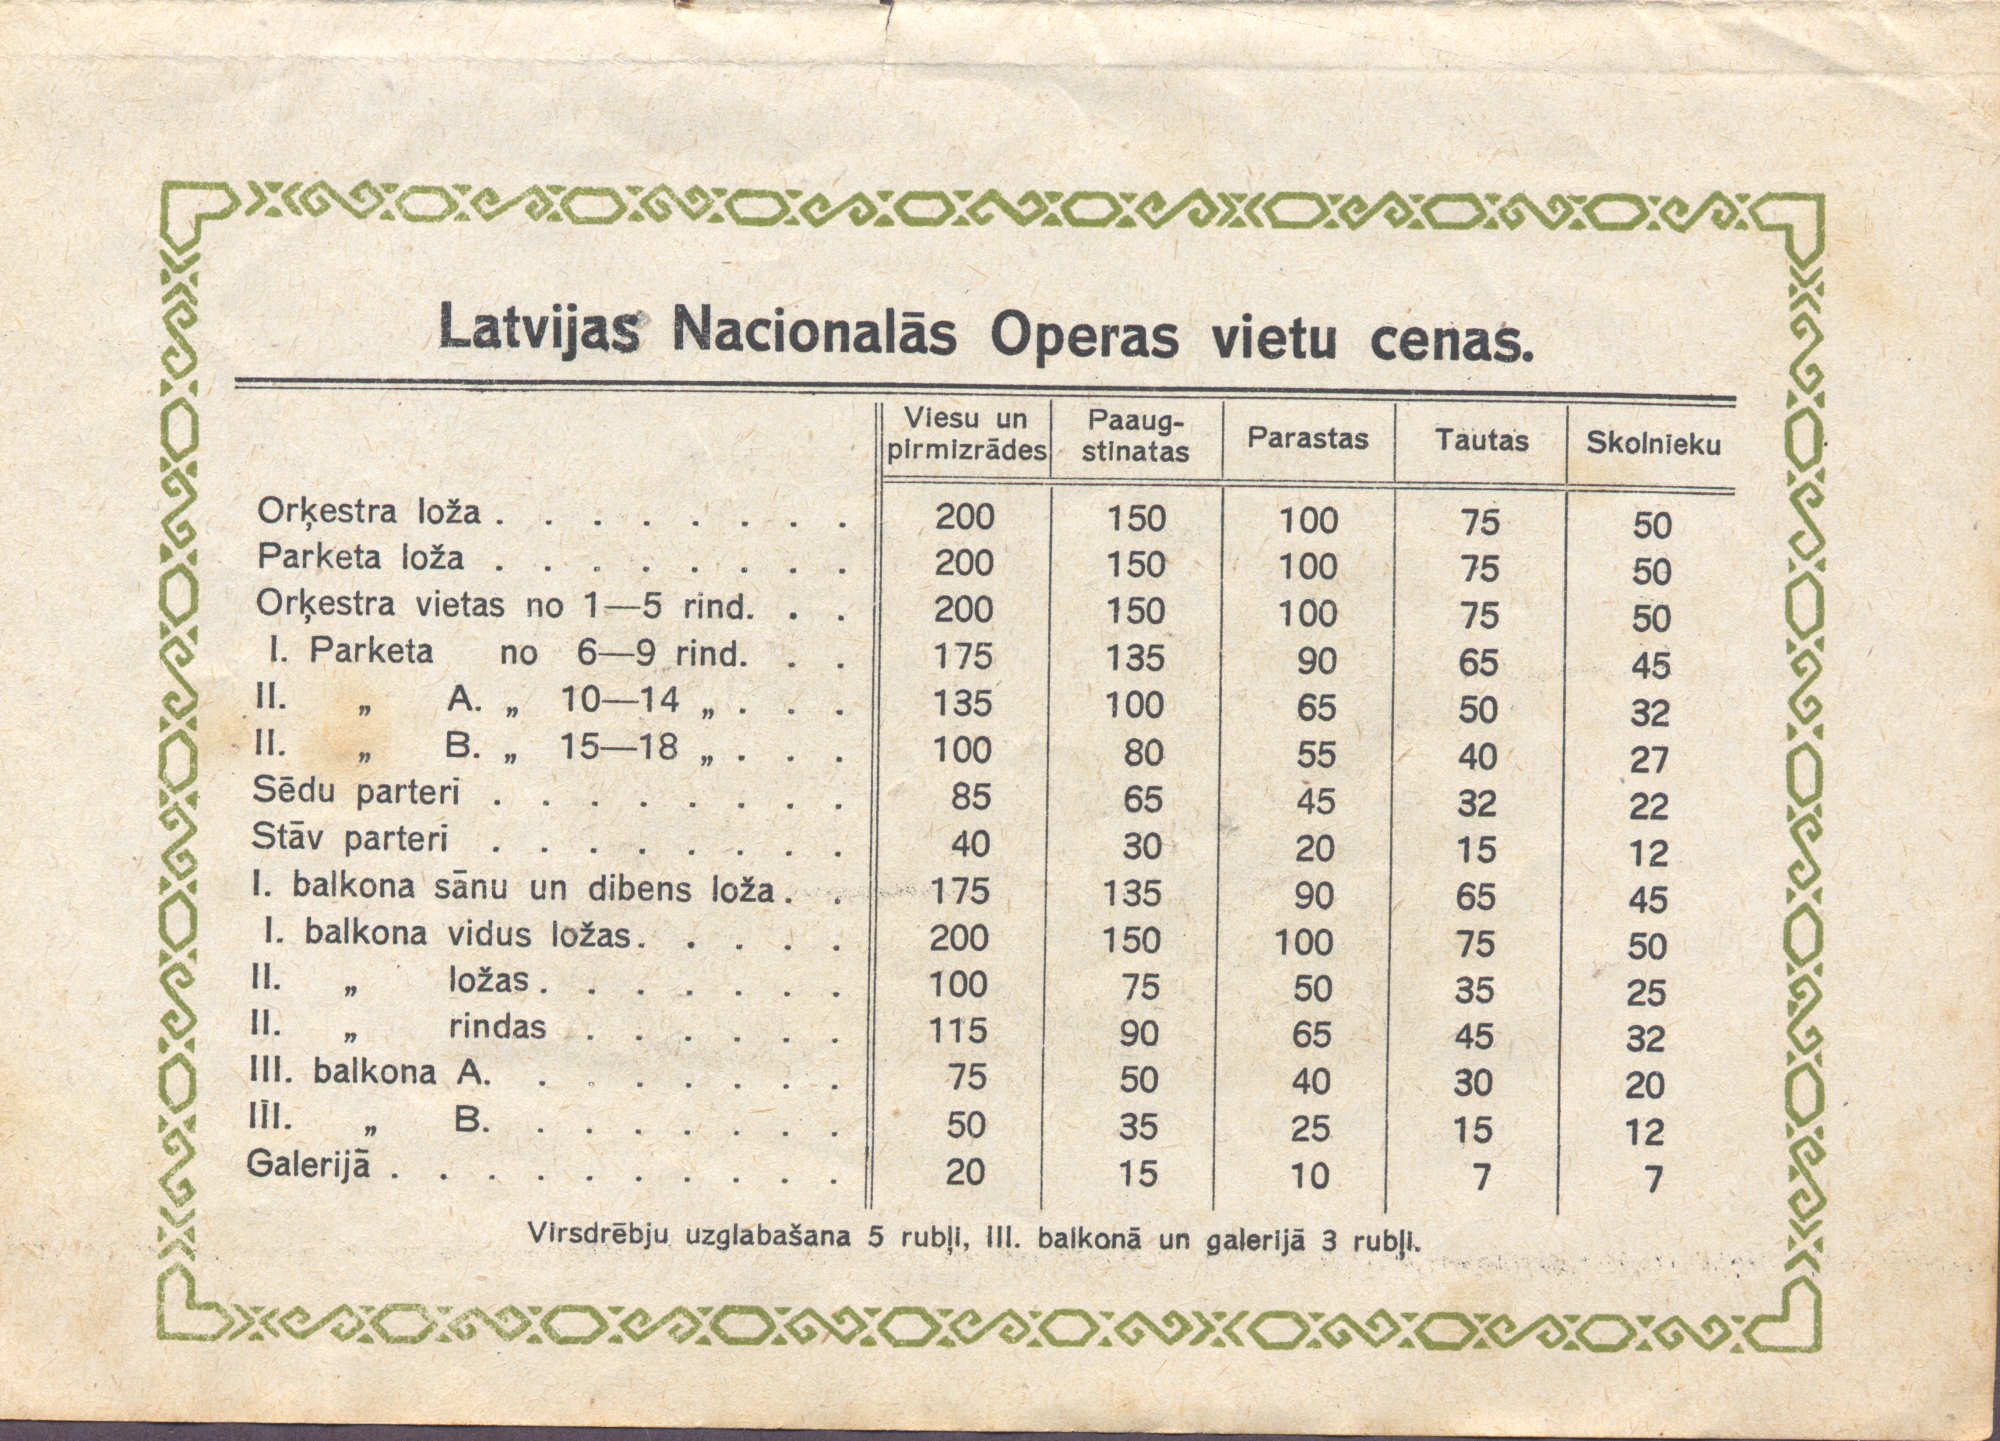 Latvijas Nacionalās Operas vietu cenas.
Viesu un pirmizrādes | Paaug-stinatas | Parastas | Tautas | Skolnieku
Orķestra loža . . . . . . . . 200 150 100 75 50
Parketa loža . . . . . . . . 200 150 100 75 50
Orķestra vietas no 1—5 rind. . . 200 150 100 75 50
I. Parketa no 6—9 rind. . . 175 135 90 65 45
II. „ A. „ 10—14 „ . . . 135 100 65 50 32
II. „ B. „ 15—18 „ . . . 100 80 55 40 27
Sēdu parteri . . . . . . . . 85 65 45 32 22
Stāv parteri . . . . . . . . 40 30 20 15 12
I. balkona sānu un dibens loža . . 175 135 90 65 45
I. balkona vidus ložas . . . . . 200 150 100 75 50
II. „ ložas . . . . . . . 100 75 50 35 25
II. „ rindas . . . . . . 115 90 65 45 32
III. balkona A. . . . . . . . 75 50 40 30 20
III. „ B. . . . . . . . 50 35 25 15 12
Galerijā . . . . . . . . . . 20 15 10 7 7
Virsdrēbju uzglabašana 5 rubļi, III. balkonā un galerijā 3 rubļi.